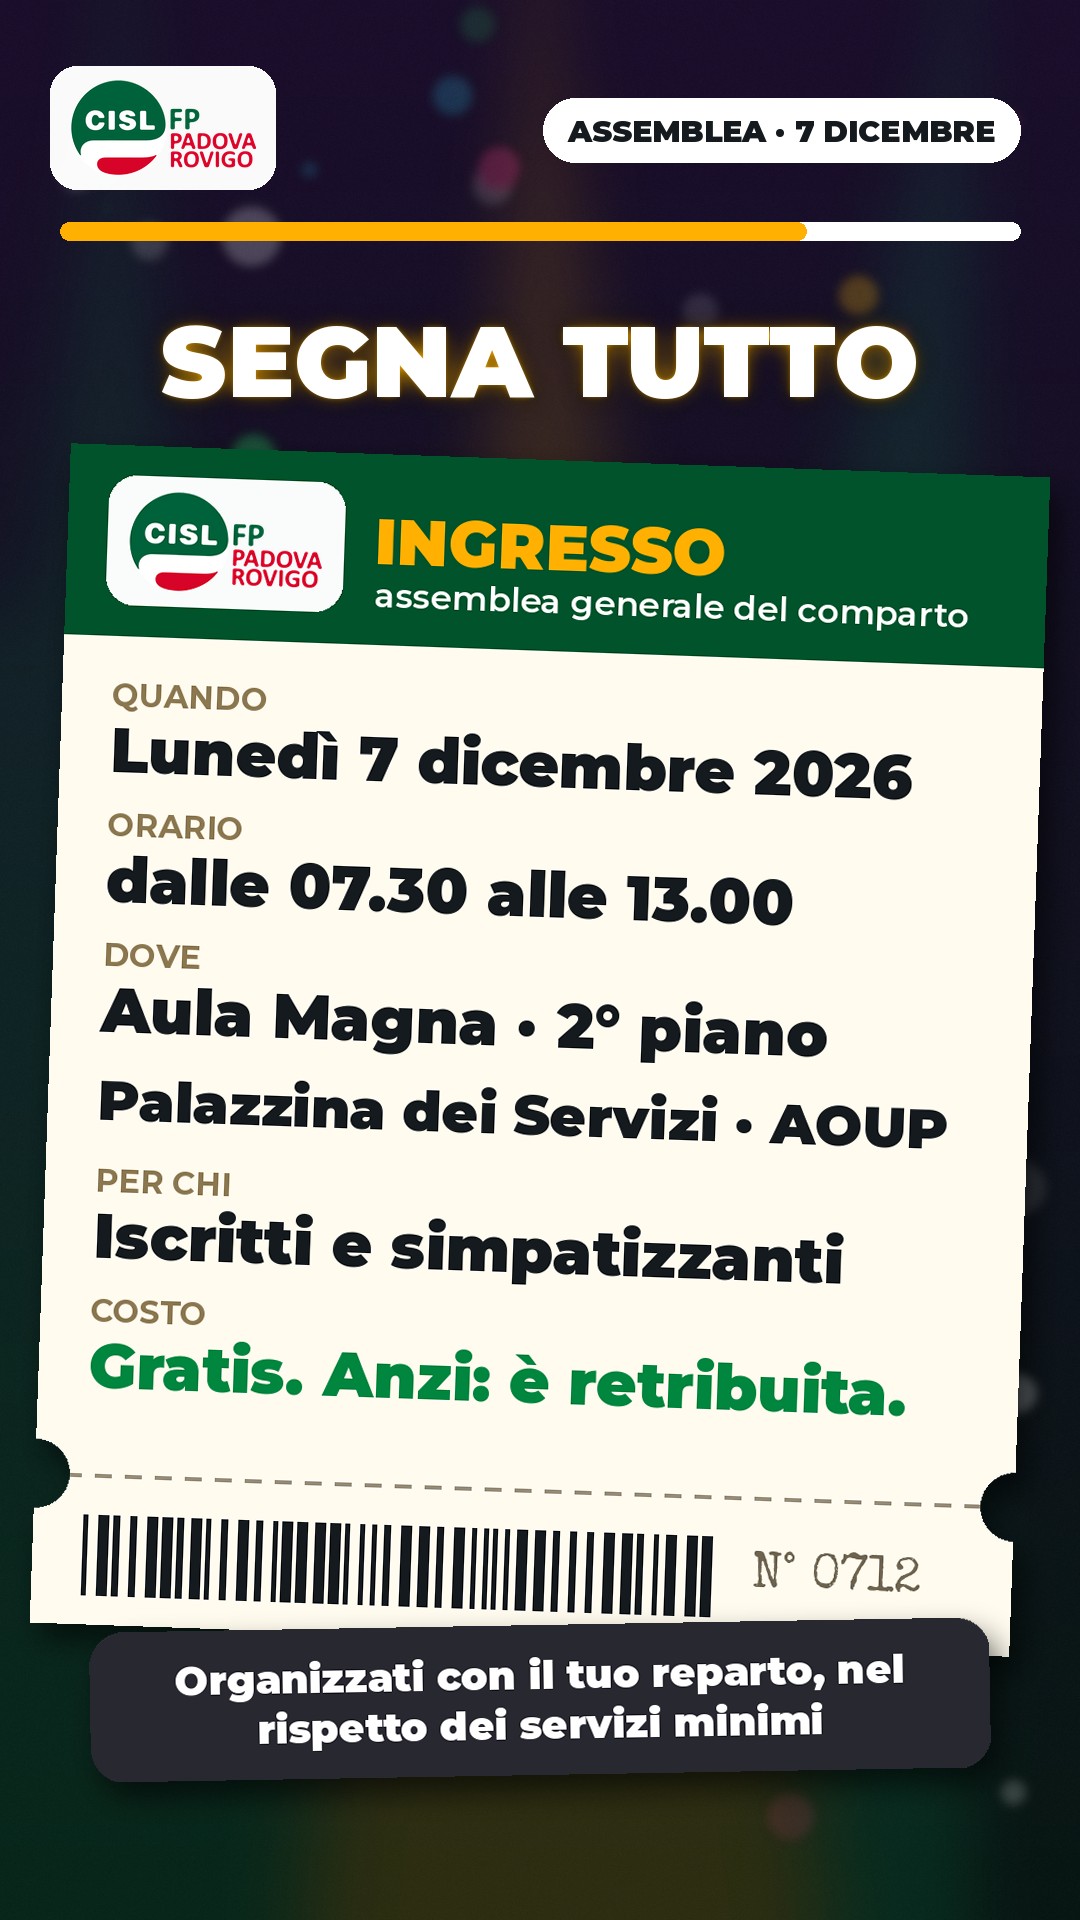 CISL FP
PADOVA
ROVIGO
ASSEMBLEA • 7 DICEMBRE
SEGNA TUTTO
CISL FP
PADOVA
ROVIGO
INGRESSO
assemblea generale del comparto
QUANDO
Lunedì 7 dicembre 2026
ORARIO
dalle 07.30 alle 13.00
DOVE
Aula Magna • 2° piano
Palazzina dei Servizi • AOUP
PER CHI
Iscritti e simpatizzanti
COSTO
Gratis. Anzi: è retribuita.
N° 0712
Organizzati con il tuo reparto, nel
rispetto dei servizi minimi